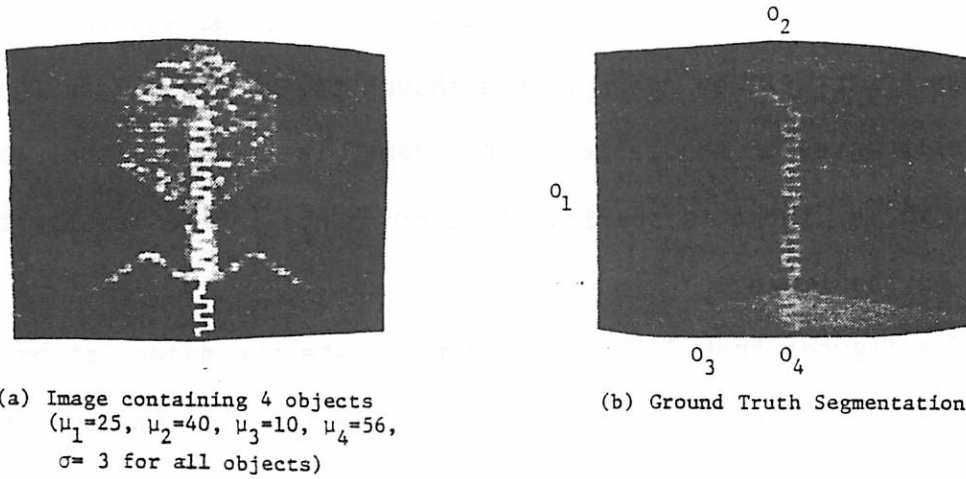 O2
O1
O3 O4
(a) Image containing 4 objects
(μ1=25, μ2=40, μ3=10, μ4=56,
σ= 3 for all objects)
(b) Ground Truth Segmentation